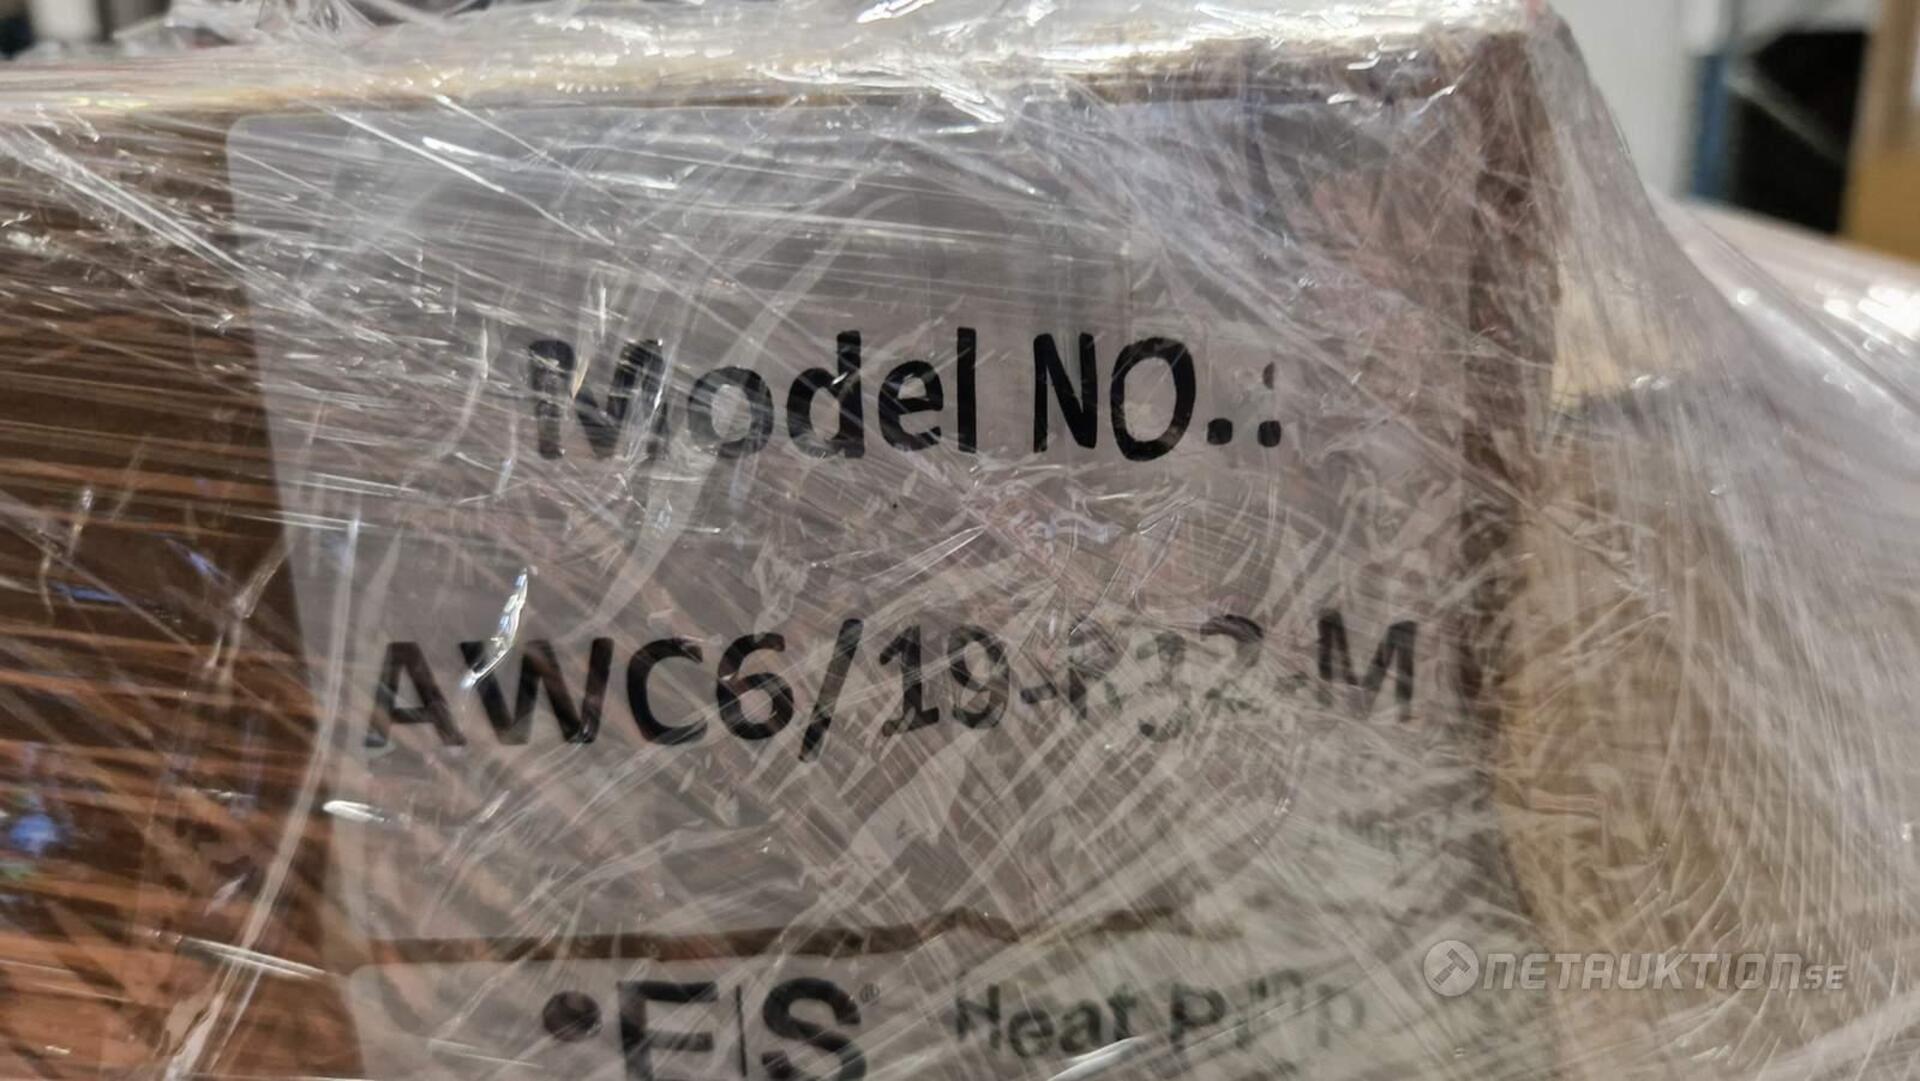 Model NO.:
AWC6/19-R32-M
•E|S® Heat Pump
NETAUKTION.SE